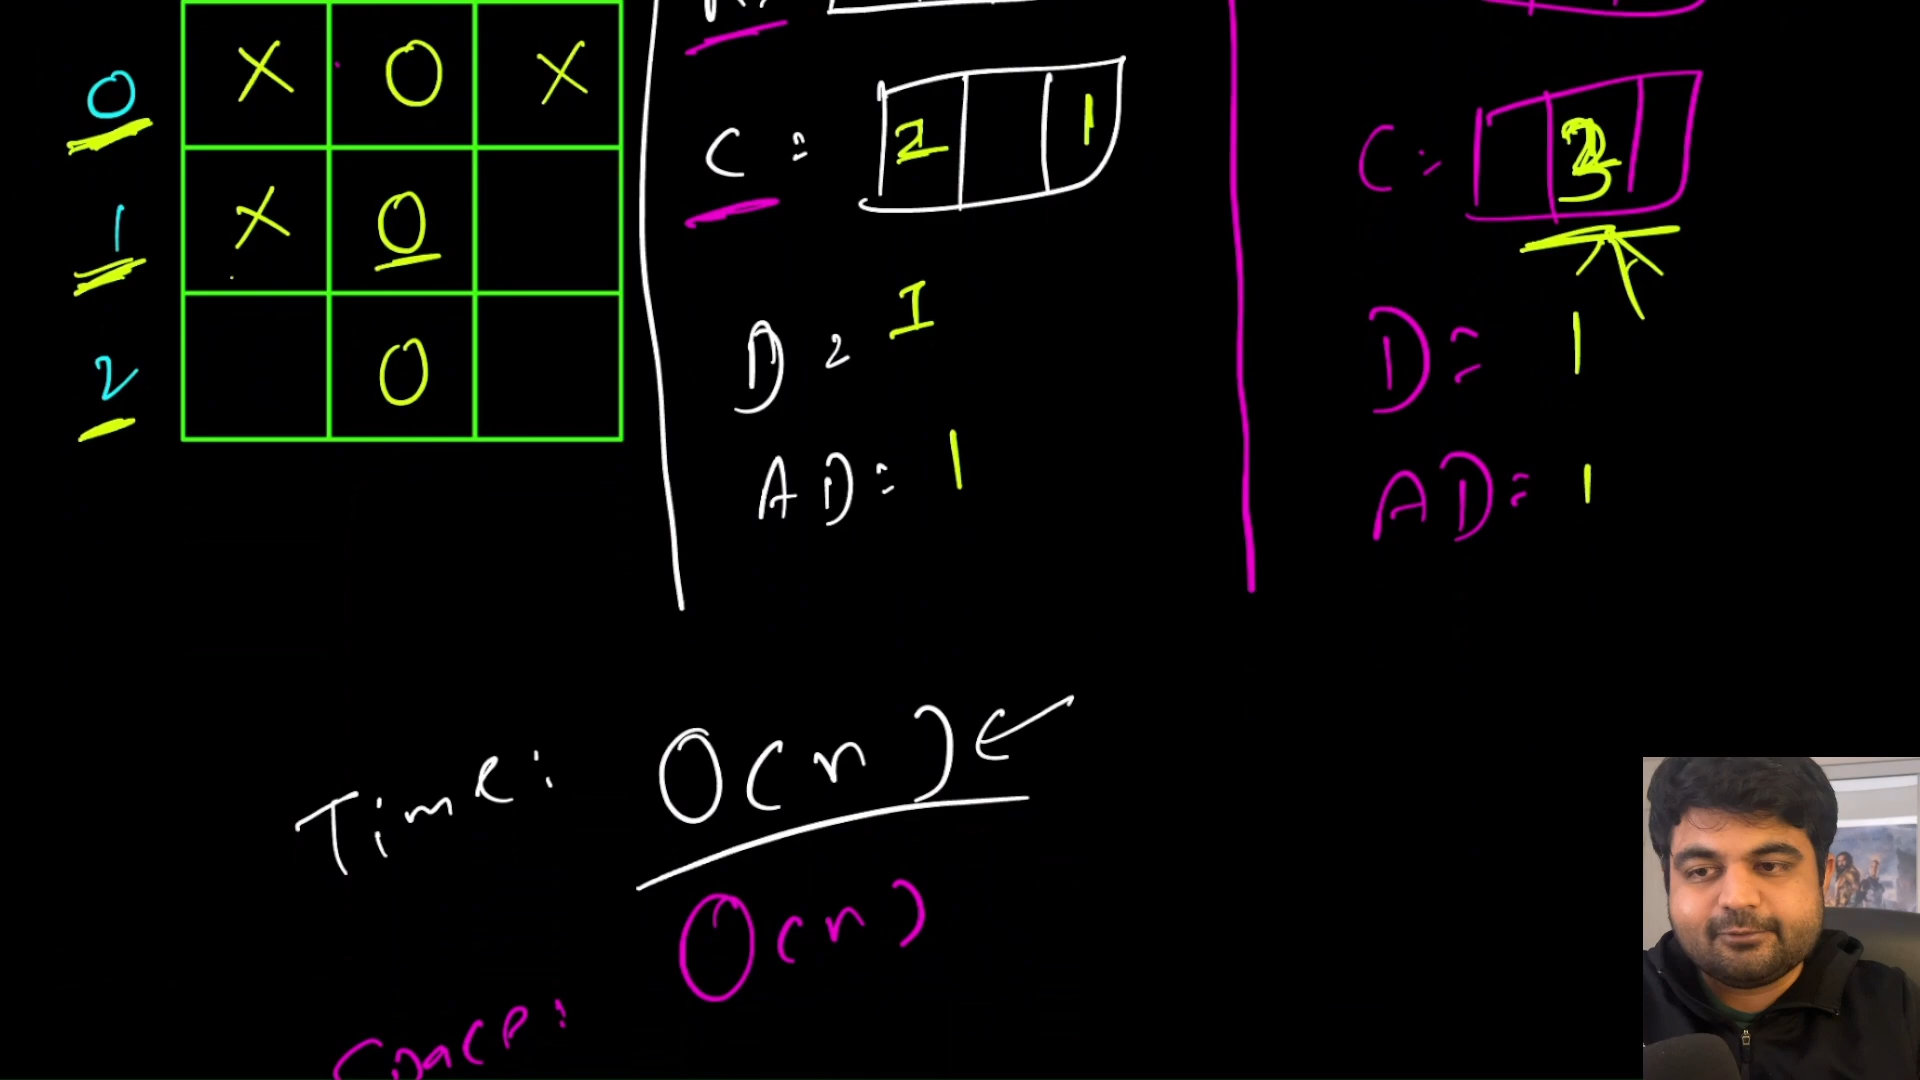 0 X O X
1 X O
2 O
C = 2 1
D = 1
AD = 1
C = 3
D = 1
AD = 1
Time: O(n)
Space: O(n)